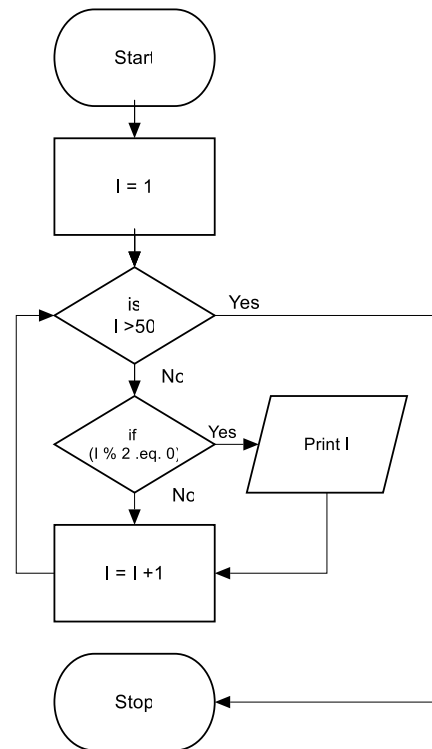 Start
I = 1
is
I >50
Yes
No
if
(I % 2 .eq. 0)
Yes
Print I
No
I = I +1
Stop